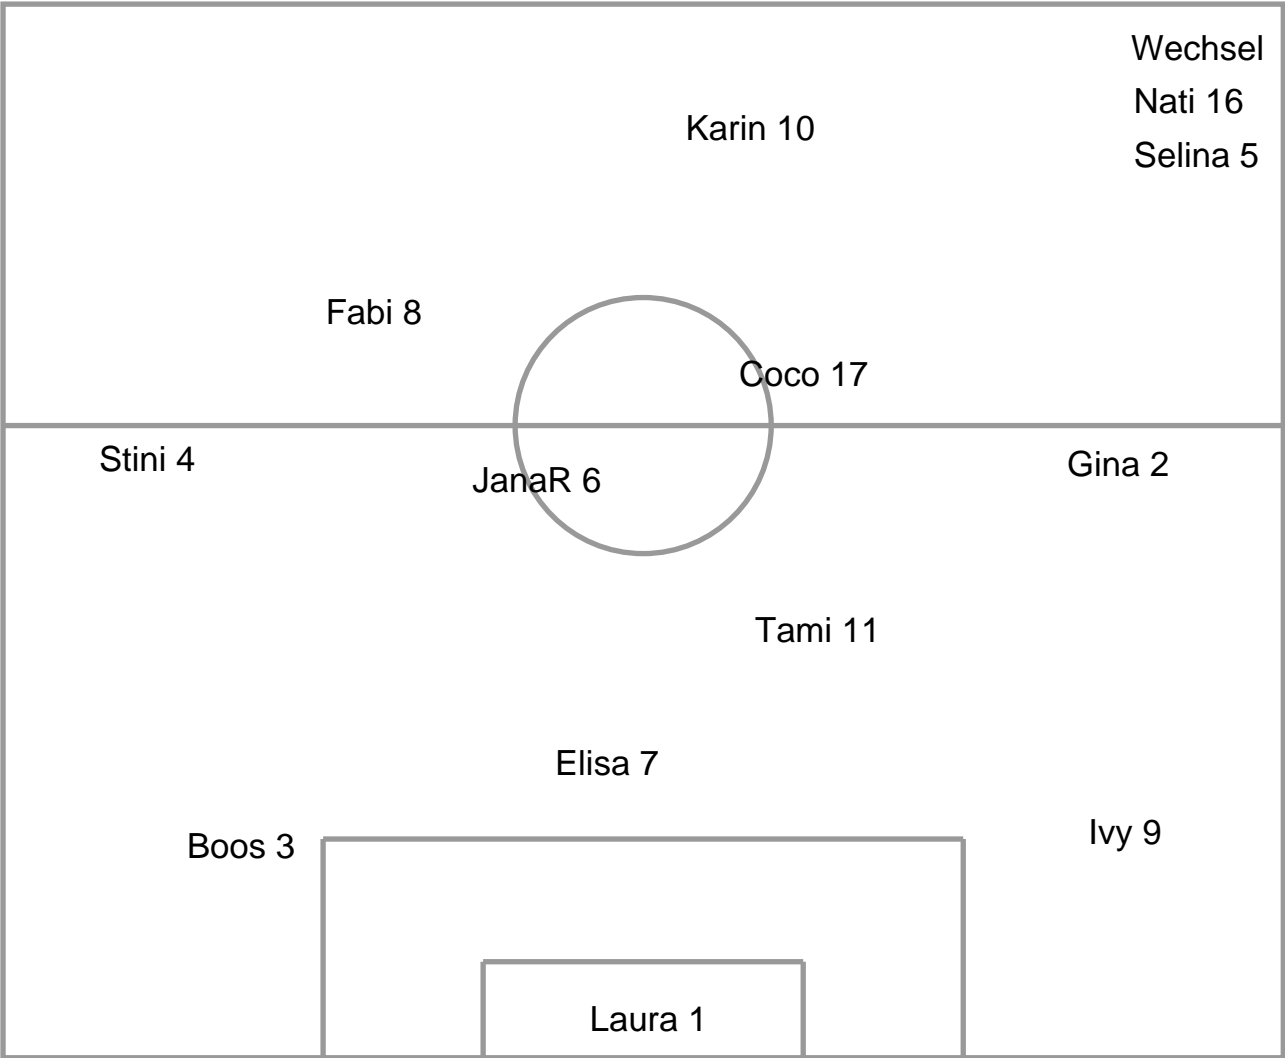 Wechsel
Nati 16
Karin 10
Selina 5
Fabi 8
Coco 17
Stini 4
Gina 2
JanaR 6
Tami 11
Elisa 7
Ivy 9
Boos 3
Laura 1